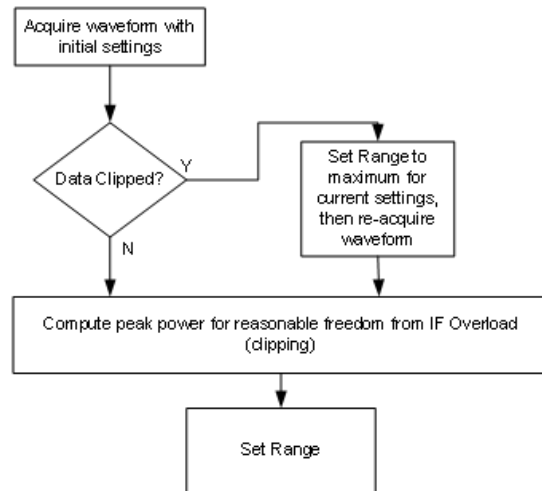 Acquire waveform with
initial settings
Data Clipped?
Y
N
Set Range to
maximum for
current settings,
then re-acquire
waveform
Compute peak power for reasonable freedom from IF Overload
(clipping)
Set Range